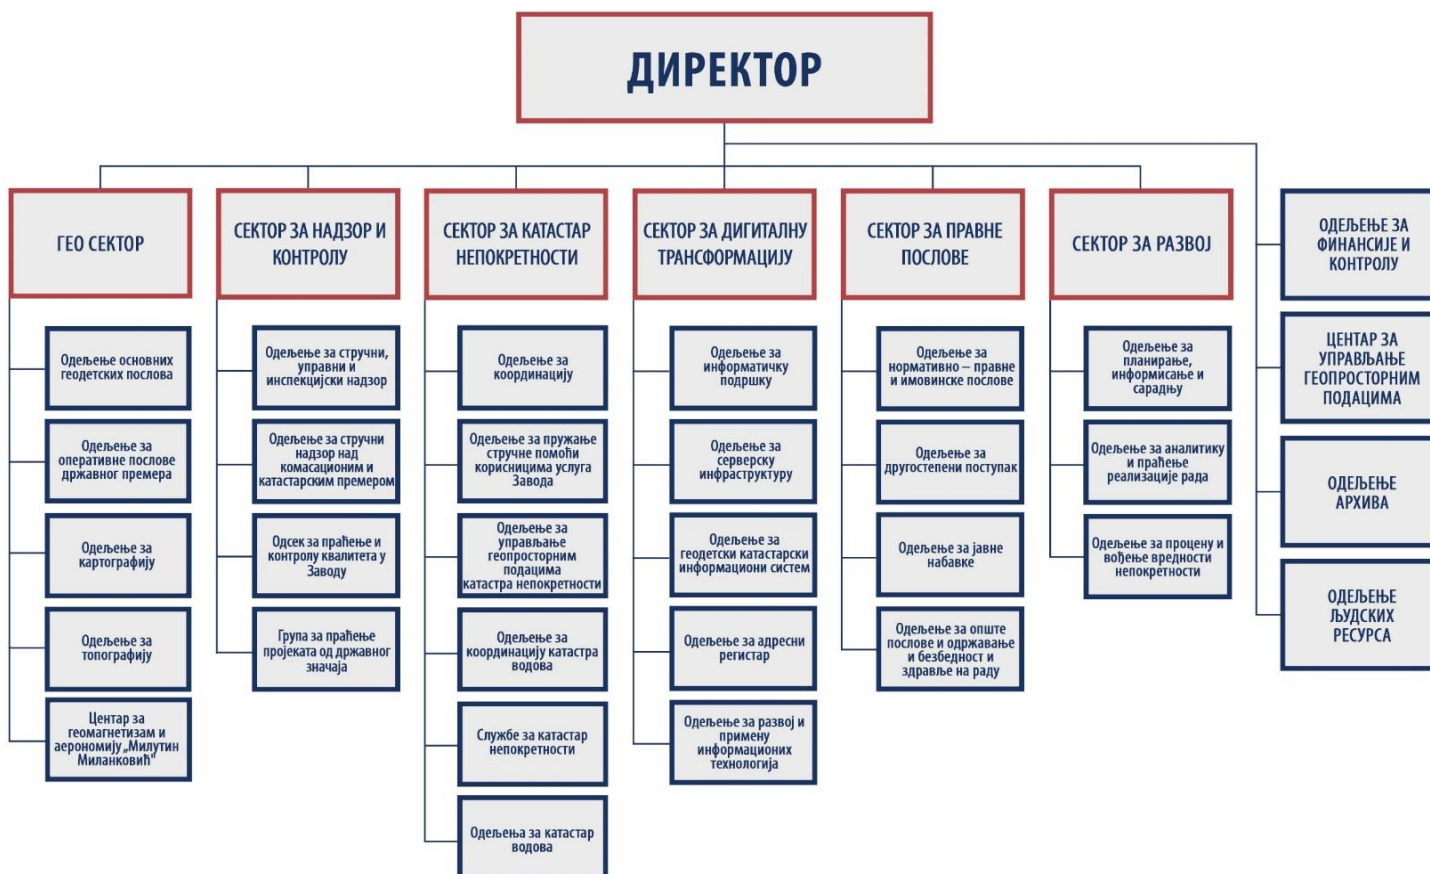 ДИРЕКТОР
ГЕО СЕКТОР
Одељење основних
геодетских послова
Одељење за
оперативне послове
државног премера
Одељење за
картографију
Одељење за
топографију
Центар за
геомагнетизам и
аерономију „Милутин
Миланковић“
СЕКТОР ЗА НАДЗОР И
КОНТРОЛУ
Одељење за стручни,
управни и
инспекцијски надзор
Одељење за стручни
надзор над
комасационим и
катастарским премером
Одсек за праћење и
контролу квалитета у
Заводу
Група за праћење
пројеката од државног
значаја
СЕКТОР ЗА КАТАСТАР
НЕПОКРЕТНОСТИ
Одељење за
координацију
Одељење за пружање
стручне помоћи
корисницима услуга
Завода
Одељење за
управљање
геопросторним
подацима
катастра непокретности
Одељење за
координацију катастра
водова
Службе за катастар
непокретности
Одељења за катастар
водова
СЕКТОР ЗА ДИГИТАЛНУ
ТРАНСФОРМАЦИЈУ
Одељење за
информатичку
подршку
Одељење за
серверску
инфраструктуру
Одељење за
геодетски катастарски
информациони систем
Одељење за адресни
регистар
Одељење за развој и
примену
информационих
технологија
СЕКТОР ЗА ПРАВНЕ
ПОСЛОВЕ
Одељење за
нормативно – правне
и имовинске послове
Одељење за
другостепени поступак
Одељење за јавне
набавке
Одељење за опште
послове и одржавање
и безбедност и
здравље на раду
СЕКТОР ЗА РАЗВОЈ
Одељење за
планирање,
информисање и
сарадњу
Одељење за аналитику
и праћење
реализације рада
Одељење за процену и
вођење вредности
непокретности
ОДЕЉЕЊЕ ЗА
ФИНАНСИЈЕ И
КОНТРОЛУ
ЦЕНТАР ЗА
УПРАВЉАЊЕ
ГЕОПРОСТОРНИМ
ПОДАЦИМА
ОДЕЉЕЊЕ
АРХИВА
ОДЕЉЕЊЕ
ЉУДСКИХ
РЕСУРСА